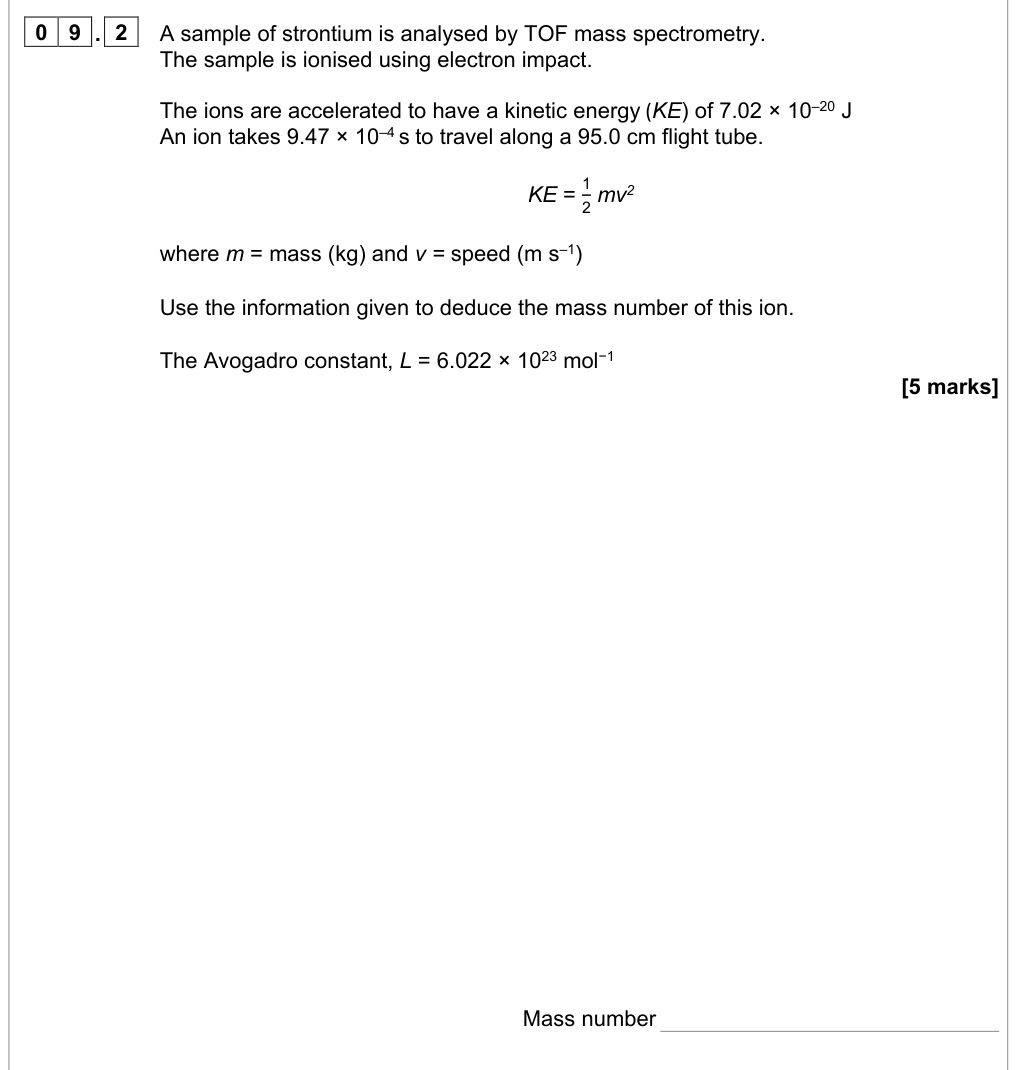 09.2 A sample of strontium is analysed by TOF mass spectrometry.
The sample is ionised using electron impact.
The ions are accelerated to have a kinetic energy (KE) of 7.02 × 10⁻²⁰ J
An ion takes 9.47 × 10⁻⁴ s to travel along a 95.0 cm flight tube.
KE = ½ mv²
where m = mass (kg) and v = speed (m s⁻¹)
Use the information given to deduce the mass number of this ion.
The Avogadro constant, L = 6.022 × 10²³ mol⁻¹
[5 marks]
Mass number